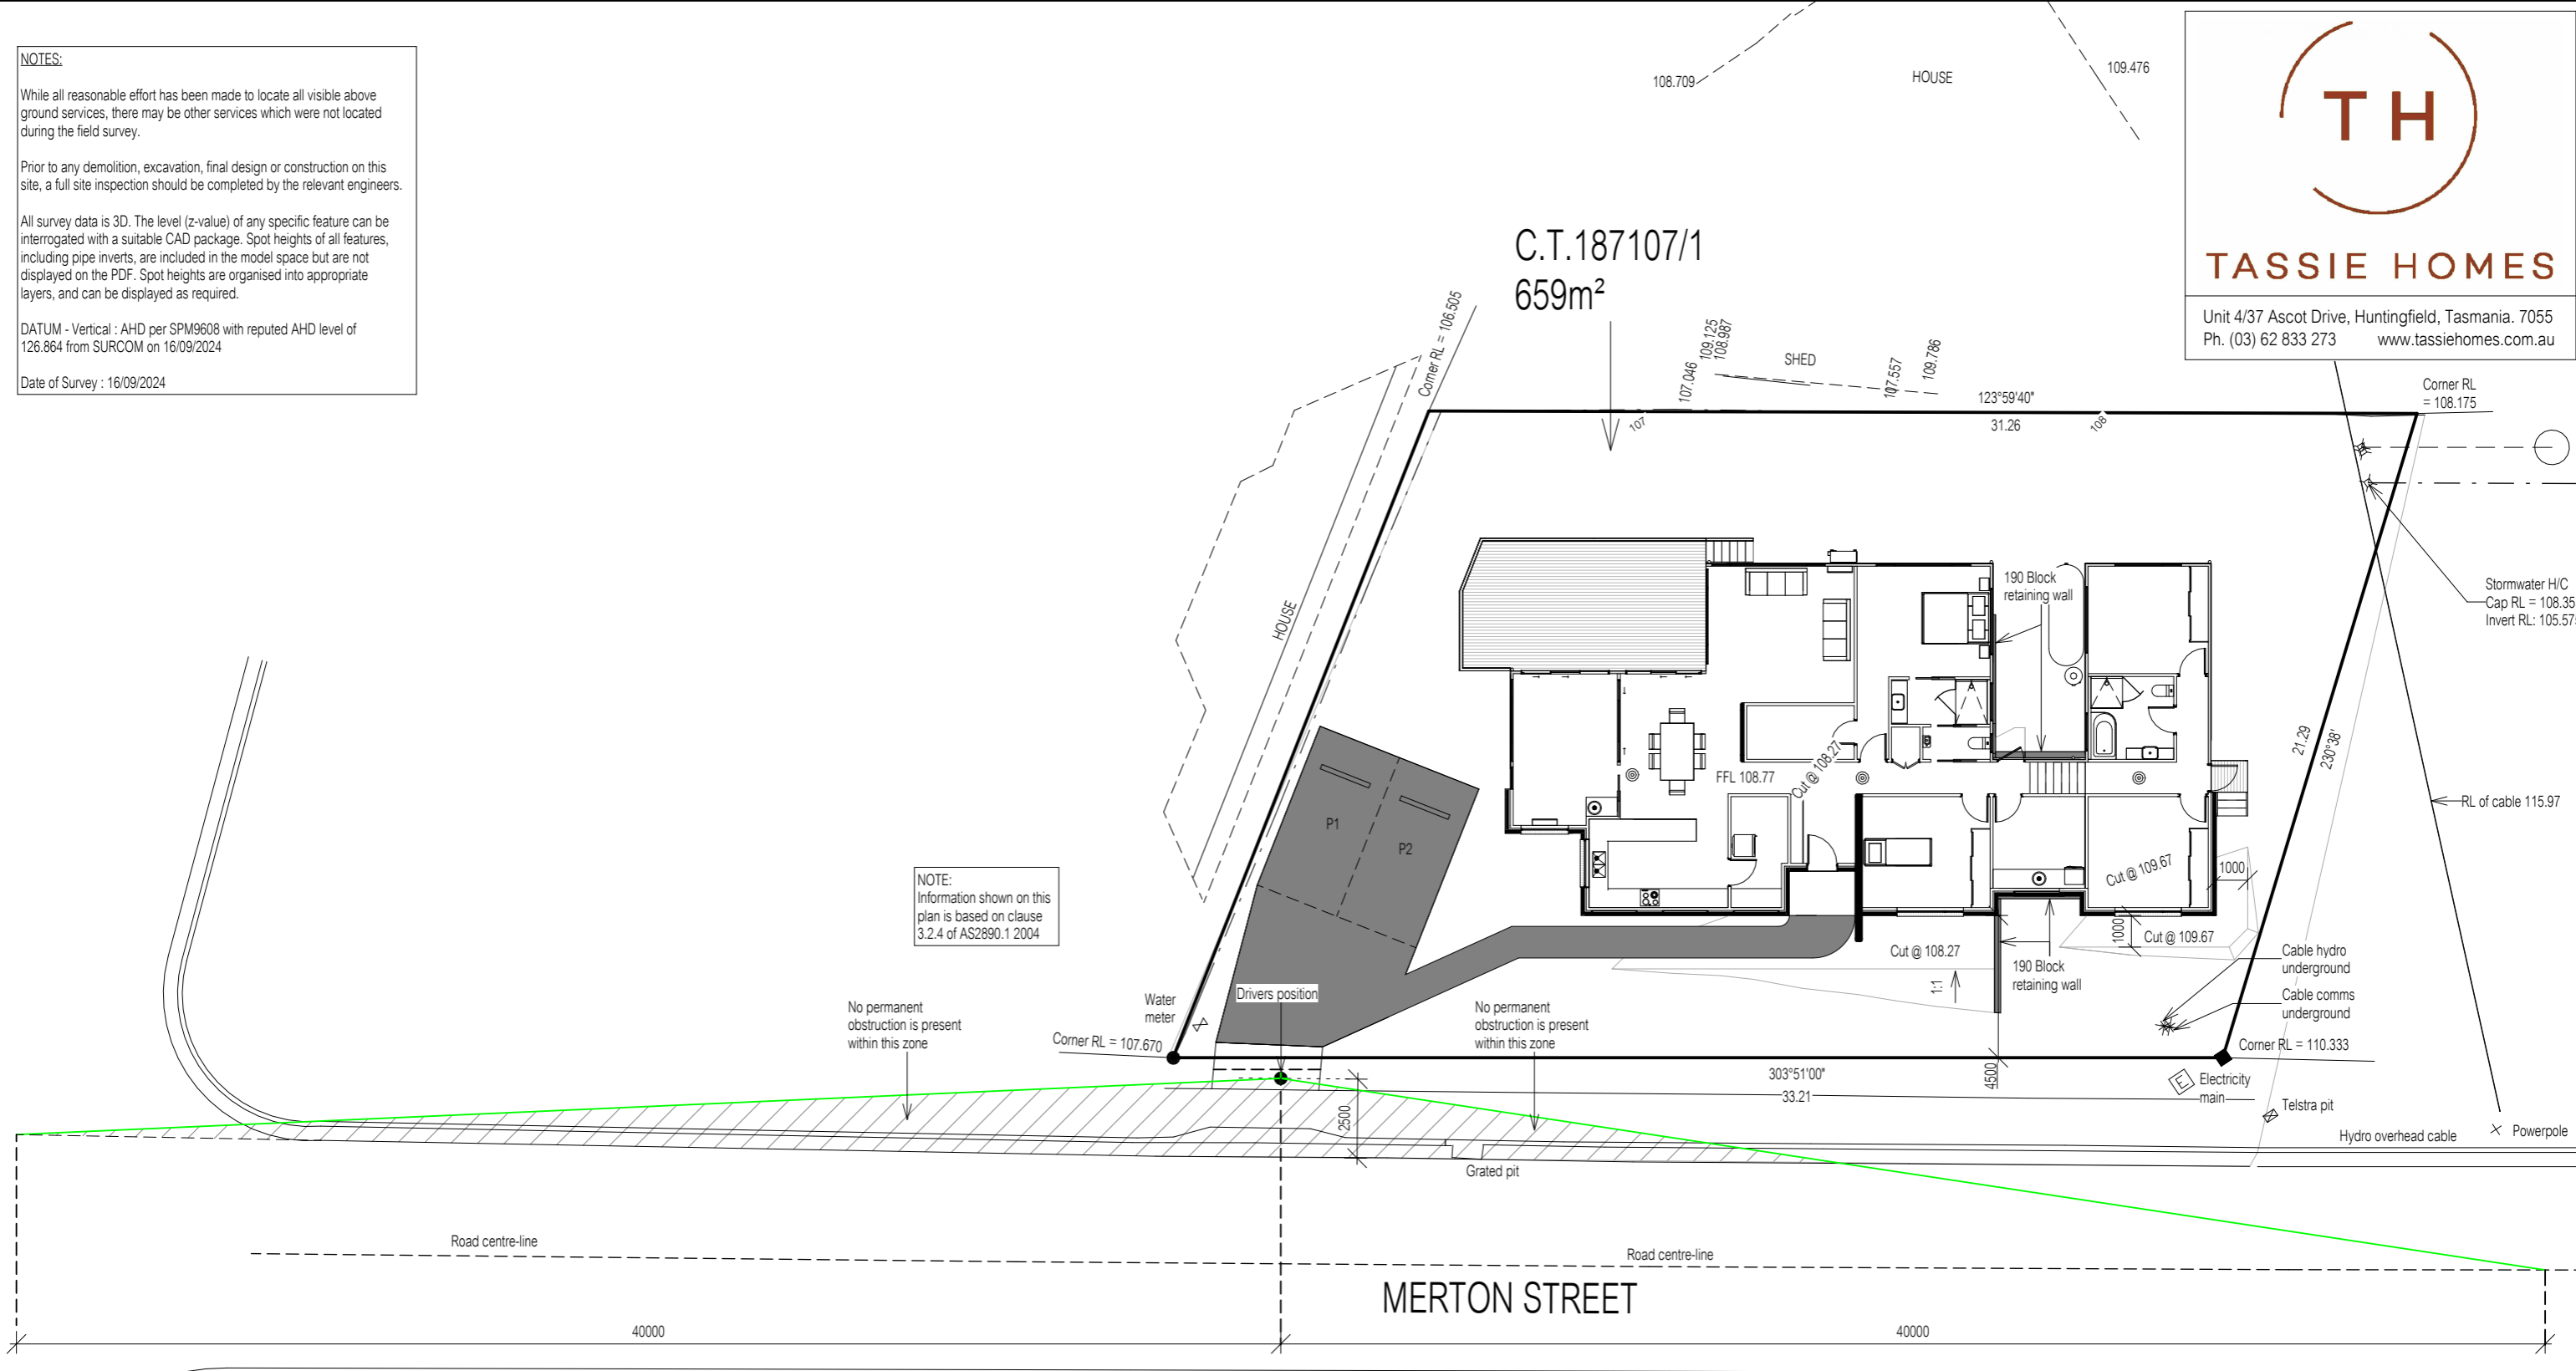 NOTES:
While all reasonable effort has been made to locate all visible above
ground services, there may be other services which were not located
during the field survey.
Prior to any demolition, excavation, final design or construction on this
site, a full site inspection should be completed by the relevant engineers.
All survey data is 3D. The level (z-value) of any specific feature can be
interrogated with a suitable CAD package. Spot heights of all features,
including pipe inverts, are included in the model space but are not
displayed on the PDF. Spot heights are organised into appropriate
layers, and can be displayed as required.
DATUM - Vertical : AHD per SPM9608 with reputed AHD level of
126.864 from SURCOM on 16/09/2024
Date of Survey : 16/09/2024
108.709
HOUSE
109.476
TH
TASSIE HOMES
Unit 4/37 Ascot Drive, Huntingfield, Tasmania. 7055
Ph. (03) 62 833 273 www.tassiehomes.com.au
C.T.187107/1
659m²
Corner RL = 106.505
107.046
109.125
108.987
SHED
107.557
109.786
123°59'40"
31.26
107
108
Corner RL
= 108.175
HOUSE
190 Block
retaining wall
Stormwater H/C
Cap RL = 108.35
Invert RL: 105.57
21.29
230°38'
RL of cable 115.97
P1
P2
FFL 108.77
Cut @ 108.27
Cut @ 109.67
1000
1000
Cut @ 109.67
Cut @ 108.27
1:1
190 Block
retaining wall
Cable hydro
underground
Cable comms
underground
NOTE:
Information shown on this
plan is based on clause
3.2.4 of AS2890.1 2004
No permanent
obstruction is present
within this zone
Water
meter
Drivers position
No permanent
obstruction is present
within this zone
Corner RL = 107.670
Corner RL = 110.333
303°51'00"
33.21
4500
2500
E
Electricity
main
Telstra pit
Hydro overhead cable
Powerpole
Grated pit
Road centre-line
Road centre-line
MERTON STREET
40000
40000